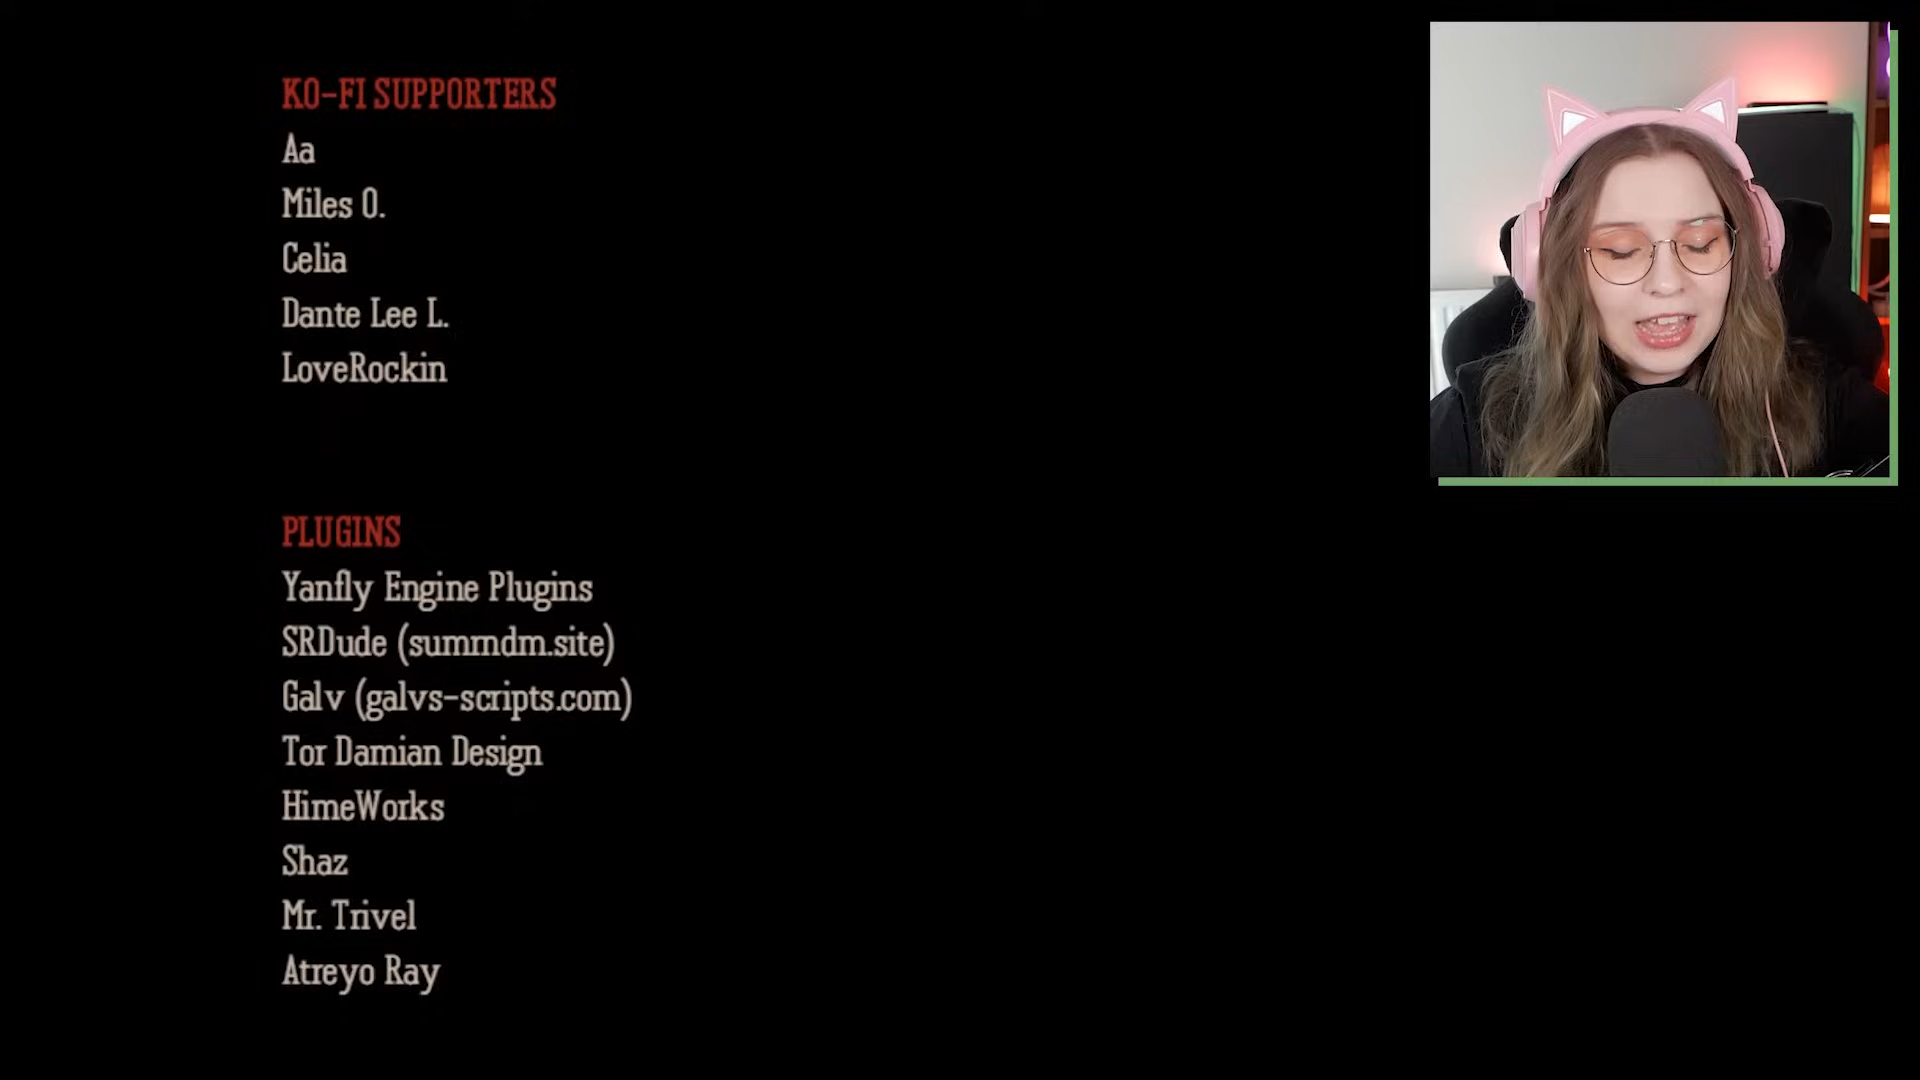 KO-FI SUPPORTERS
Aa
Miles O.
Celia
Dante Lee L.
LoveRockin
PLUGINS
Yanfly Engine Plugins
SRDude (sumrndm.site)
Galv (galvs-scripts.com)
Tor Damian Design
HimeWorks
Shaz
Mr. Trivel
Atreyo Ray